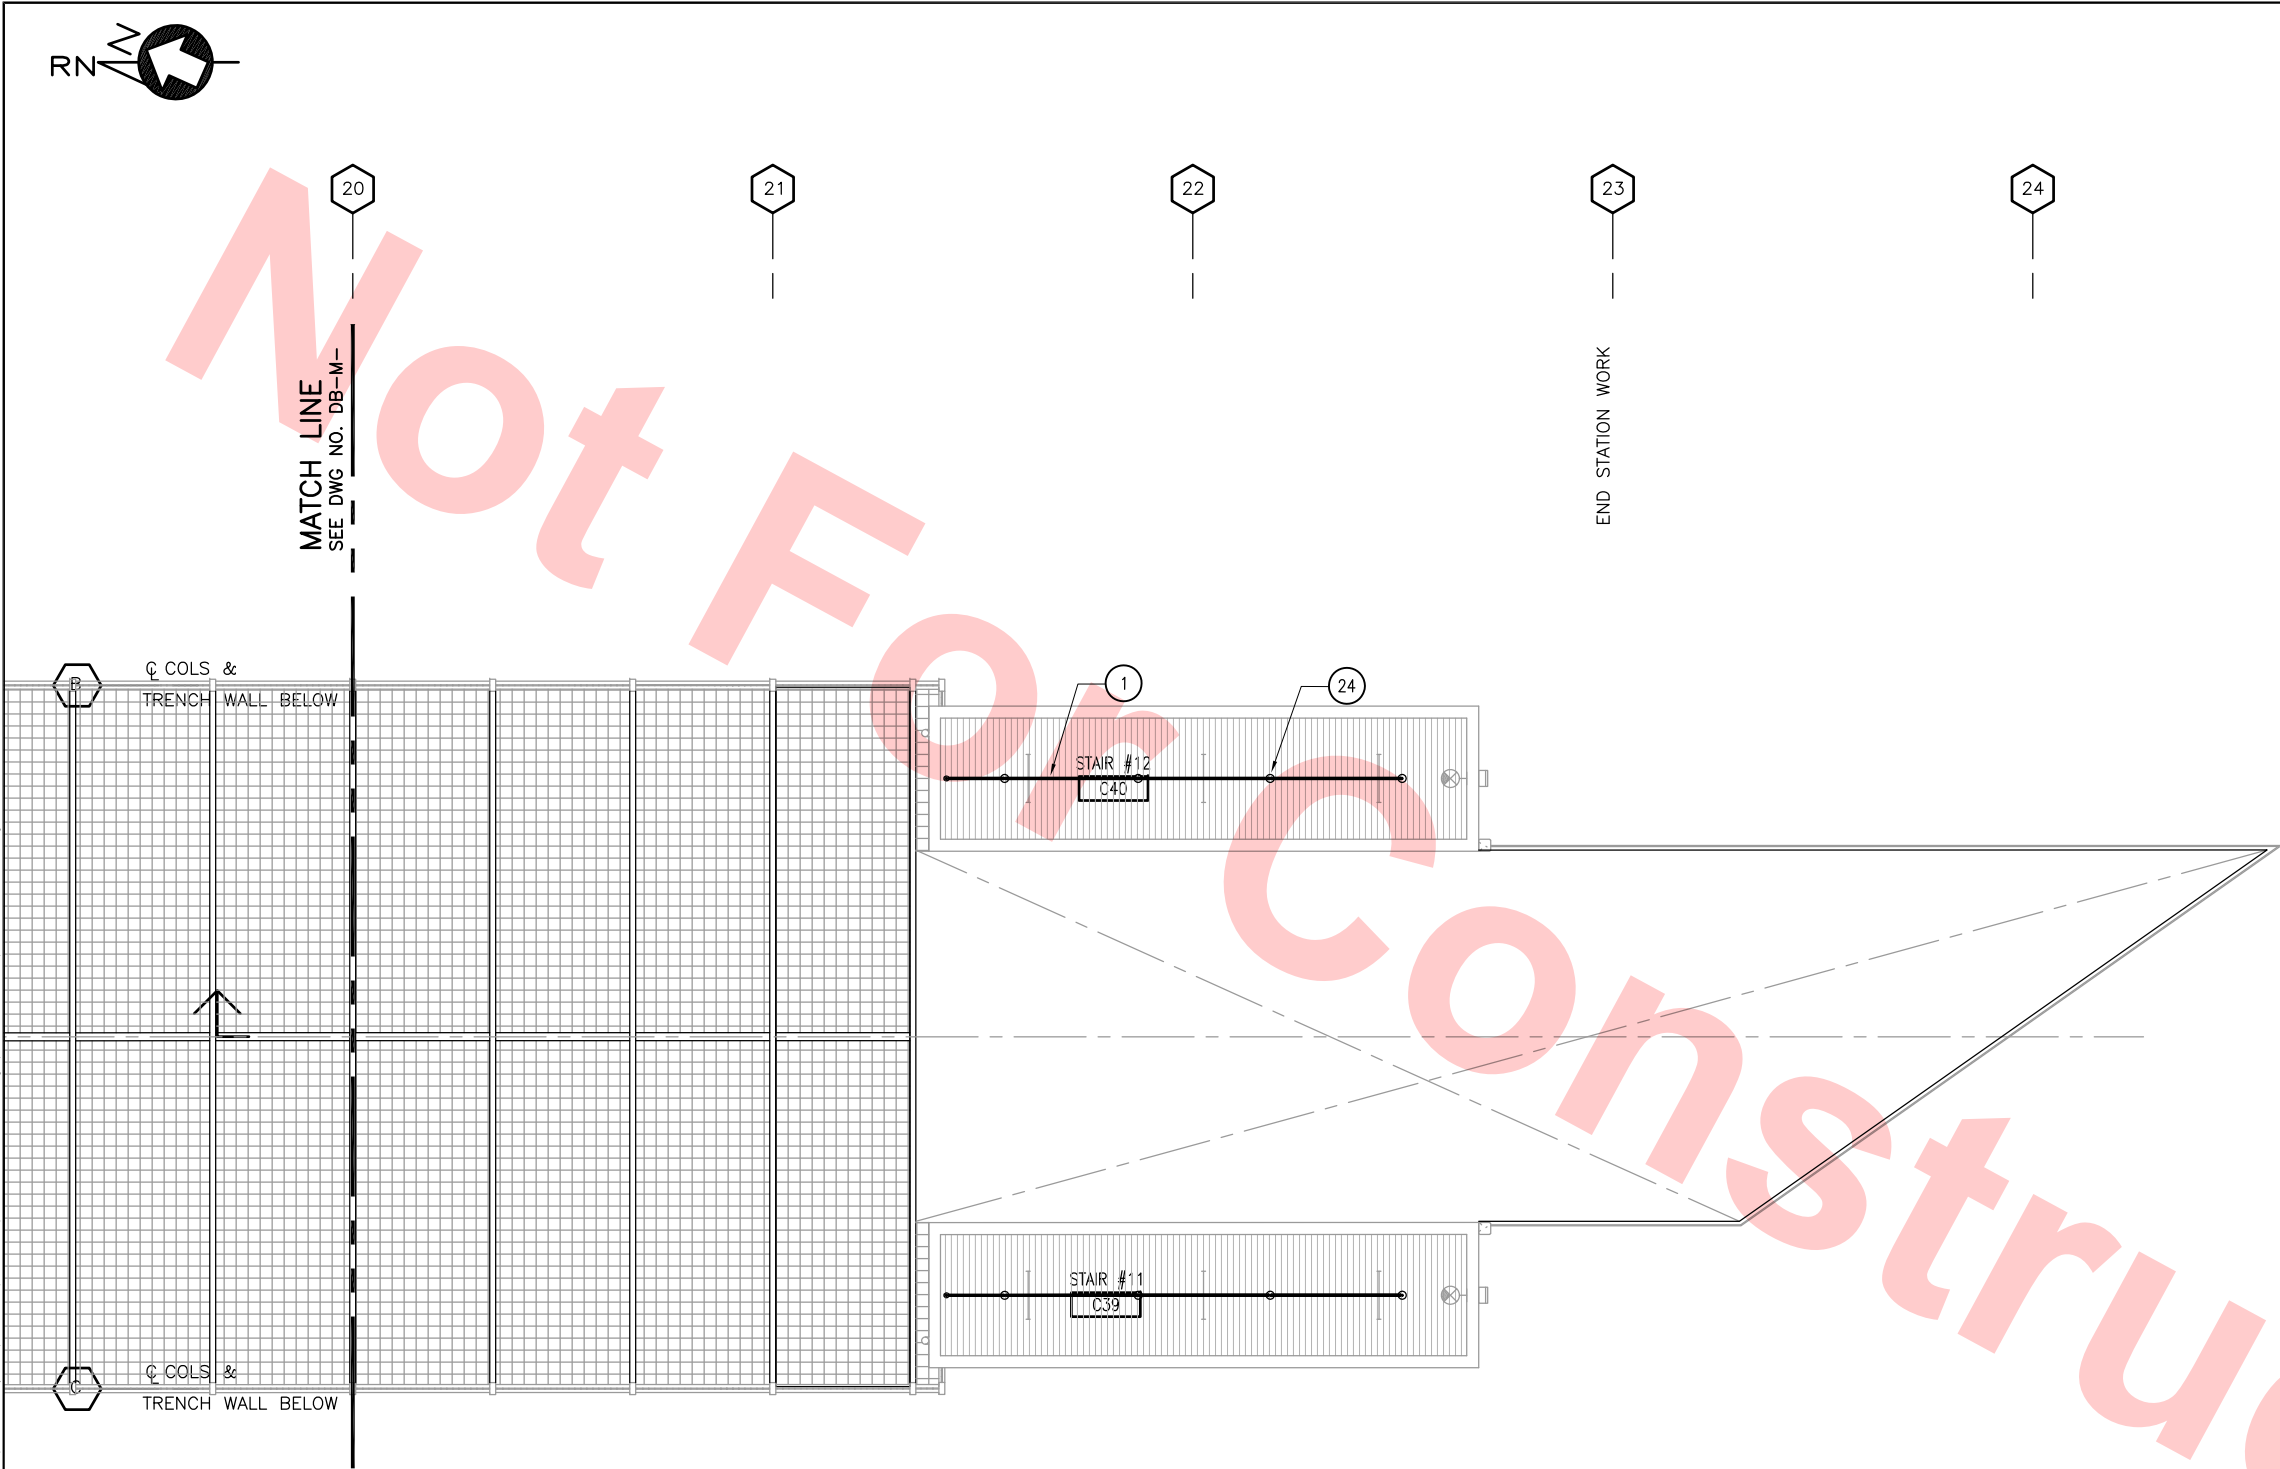 RN
N
20
21
22
23
24
MATCH LINE
SEE DWG NO. DB-M-
END STATION WORK
B
℄ COLS &
TRENCH WALL BELOW
1
24
STAIR #12
C40
STAIR #11
C39
C
℄ COLS &
TRENCH WALL BELOW
Not For Construc